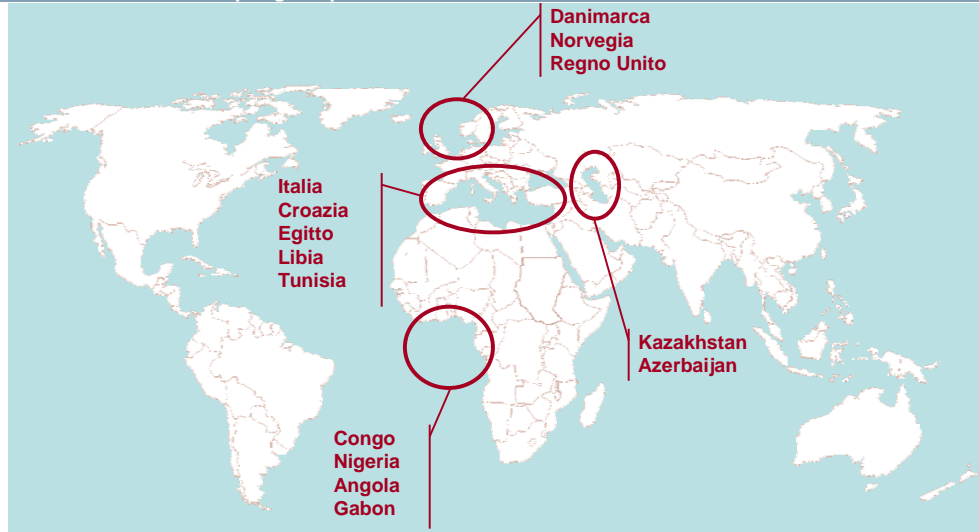 Danimarca
Norvegia
Regno Unito
Italia
Croazia
Egitto
Libia
Tunisia
Kazakhstan
Azerbaijan
Congo
Nigeria
Angola
Gabon